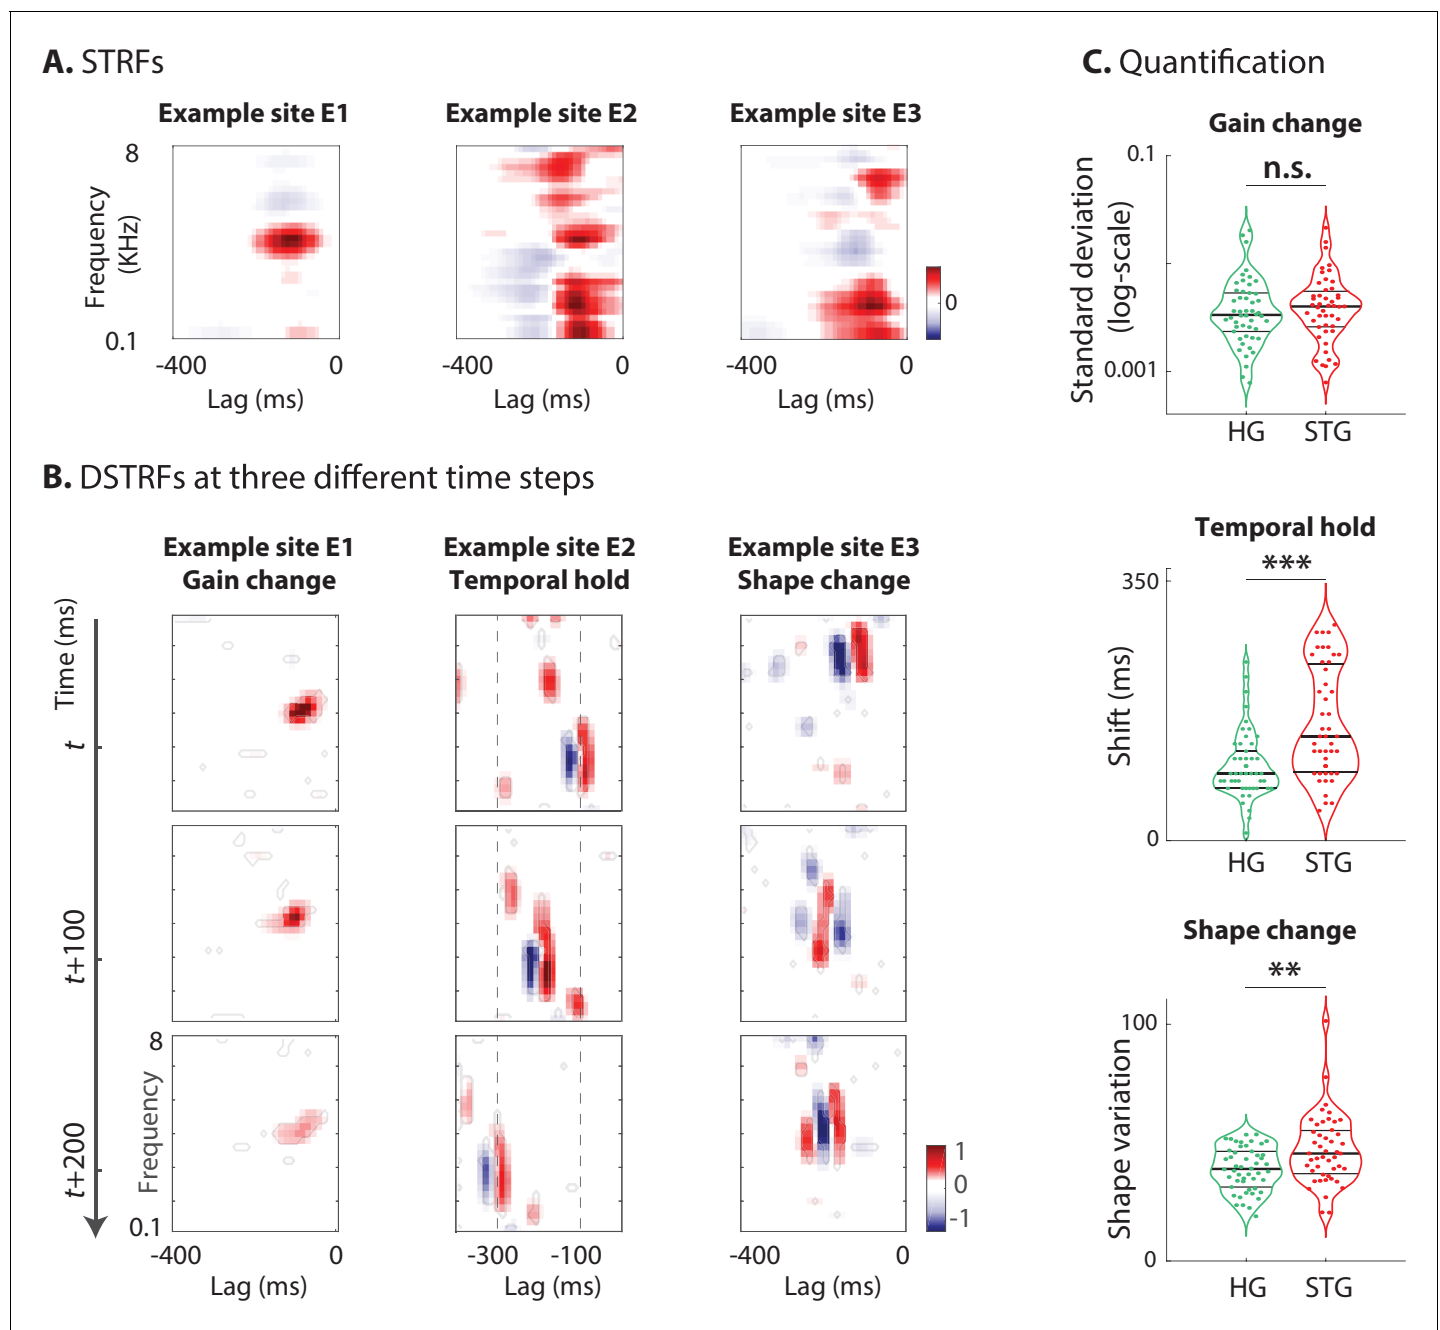 A. STRFs
Example site E1
Example site E2
Example site E3
8
Frequency
(KHz)
0.1
0
-400
0
-400
0
-400
0
Lag (ms)
Lag (ms)
Lag (ms)
B. DSTRFs at three different time steps
Example site E1
Gain change
Example site E2
Temporal hold
Example site E3
Shape change
Time (ms)
t
t+100
t+200
8
Frequency
0.1
1
0
-1
-400
0
-300
-100
-400
0
Lag (ms)
Lag (ms)
Lag (ms)
C. Quantification
Gain change
0.1
n.s.
Standard deviation
(log-scale)
0.001
HG
STG
Temporal hold
***
350
Shift (ms)
0
HG
STG
Shape change
**
100
Shape variation
0
HG
STG